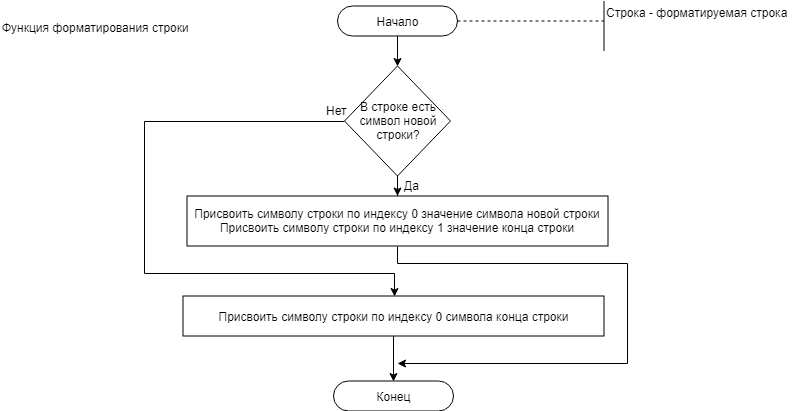 Начало
Строка - форматируемая строка
Функция форматирования строки
Нет
В строке есть
символ новой
строки?
Да
Присвоить символу строки по индексу 0 значение символа новой строки
Присвоить символу строки по индексу 1 значение конца строки
Присвоить символу строки по индексу 0 символа конца строки
Конец